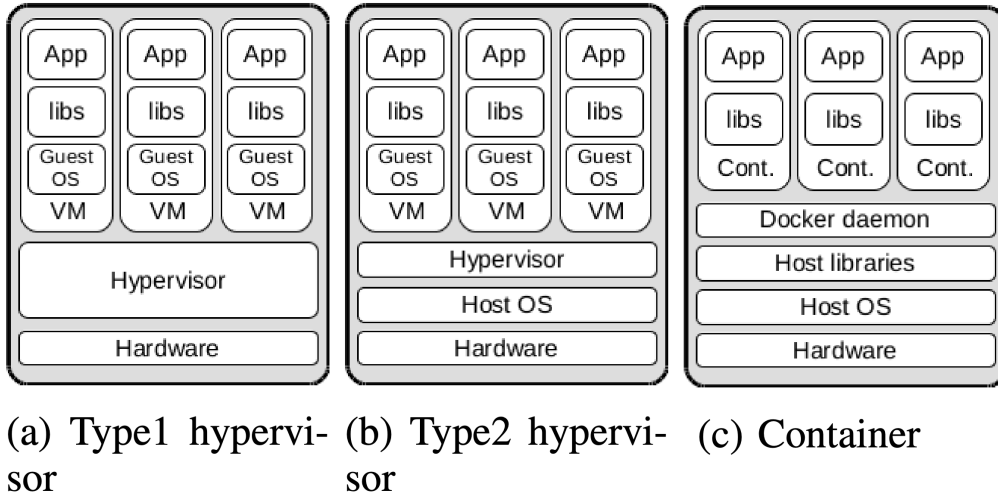 App App App
libs libs libs
Guest OS Guest OS Guest OS
VM VM VM
Hypervisor
Hardware
(a) Type1 hypervi-
sor
App App App
libs libs libs
Guest OS Guest OS Guest OS
VM VM VM
Hypervisor
Host OS
Hardware
(b) Type2 hypervi-
sor
App App App
libs libs libs
Cont. Cont. Cont.
Docker daemon
Host libraries
Host OS
Hardware
(c) Container